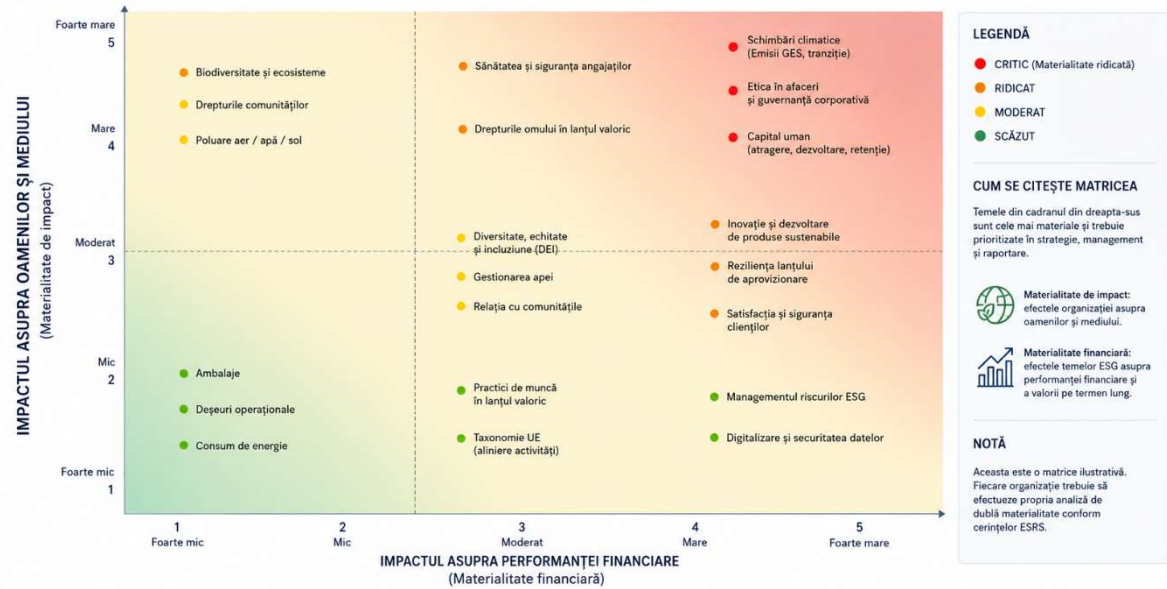 IMPACTUL ASUPRA OAMENILOR ȘI MEDIULUI
(Materialitate de impact)
Foarte mare
5
Mare
4
Moderat
3
Mic
2
Foarte mic
1
Biodiversitate și ecosisteme
Drepturile comunităților
Poluare aer / apă / sol
Sănătatea și siguranța angajaților
Drepturile omului în lanțul valoric
Schimbări climatice
(Emisii GES, tranziție)
Etica în afaceri
și guvernanță corporativă
Capital uman
(atragere, dezvoltare, retenție)
Diversitate, echitate
și incluziune (DEI)
Gestionarea apei
Relația cu comunitățile
Inovație și dezvoltare
de produse sustenabile
Reziliența lanțului
de aprovizionare
Satisfacția și siguranța
clienților
Ambalaje
Deșeuri operaționale
Consum de energie
Practici de muncă
în lanțul valoric
Taxonomie UE
(aliniere activități)
Managementul riscurilor ESG
Digitalizare și securitatea datelor
1
Foarte mic
2
Mic
3
Moderat
4
Mare
5
Foarte mare
IMPACTUL ASUPRA PERFORMANȚEI FINANCIARE
(Materialitate financiară)
LEGENDĂ
CRITIC (Materialitate ridicată)
RIDICAT
MODERAT
SCĂZUT
CUM SE CITEȘTE MATRICEA
Temele din cadranul din dreapta-sus
sunt cele mai materiale și trebuie
prioritizate în strategie, management
și raportare.
Materialitate de impact:
efectele organizației asupra
oamenilor și mediului.
Materialitate financiară:
efectele temelor ESG asupra
performanței financiare și
a valorii pe termen lung.
NOTĂ
Aceasta este o matrice ilustrativă.
Fiecare organizație trebuie să
efectueze propria analiză de
dublă materialitate conform
cerințelor ESRS.